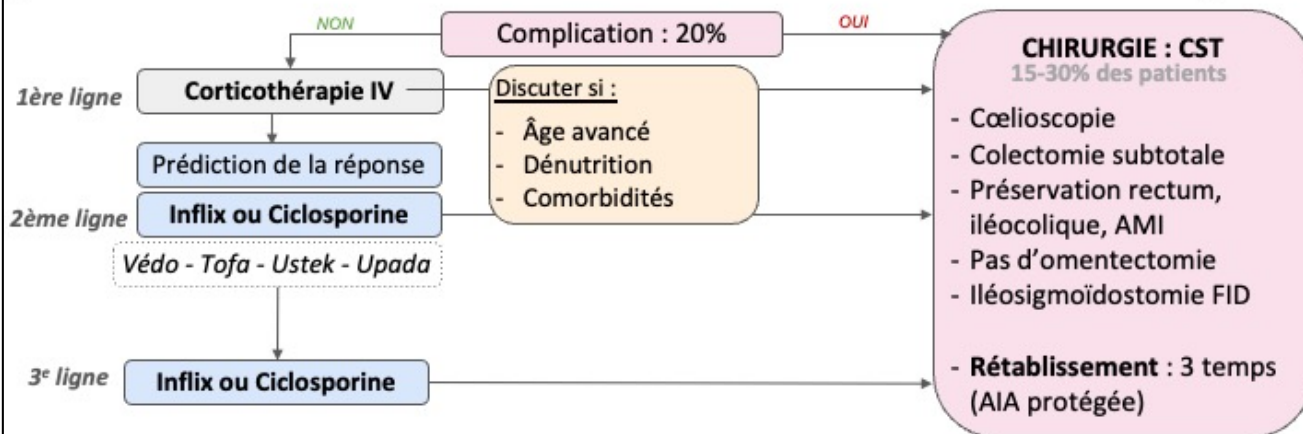 NON
Complication : 20%
OUI
1ère ligne
Corticothérapie IV
Prédiction de la réponse
2ème ligne
Inflix ou Ciclosporine
Védo - Tofa - Ustek - Upada
3e ligne
Inflix ou Ciclosporine
Discuter si :
- Âge avancé
- Dénutrition
- Comorbidités
CHIRURGIE : CST
15-30% des patients
- Cœlioscopie
- Colectomie subtotale
- Préservation rectum,
iléocolique, AMI
- Pas d’omentectomie
- Iléosigmoïdostomie FID
- Rétablissement : 3 temps
(AIA protégée)